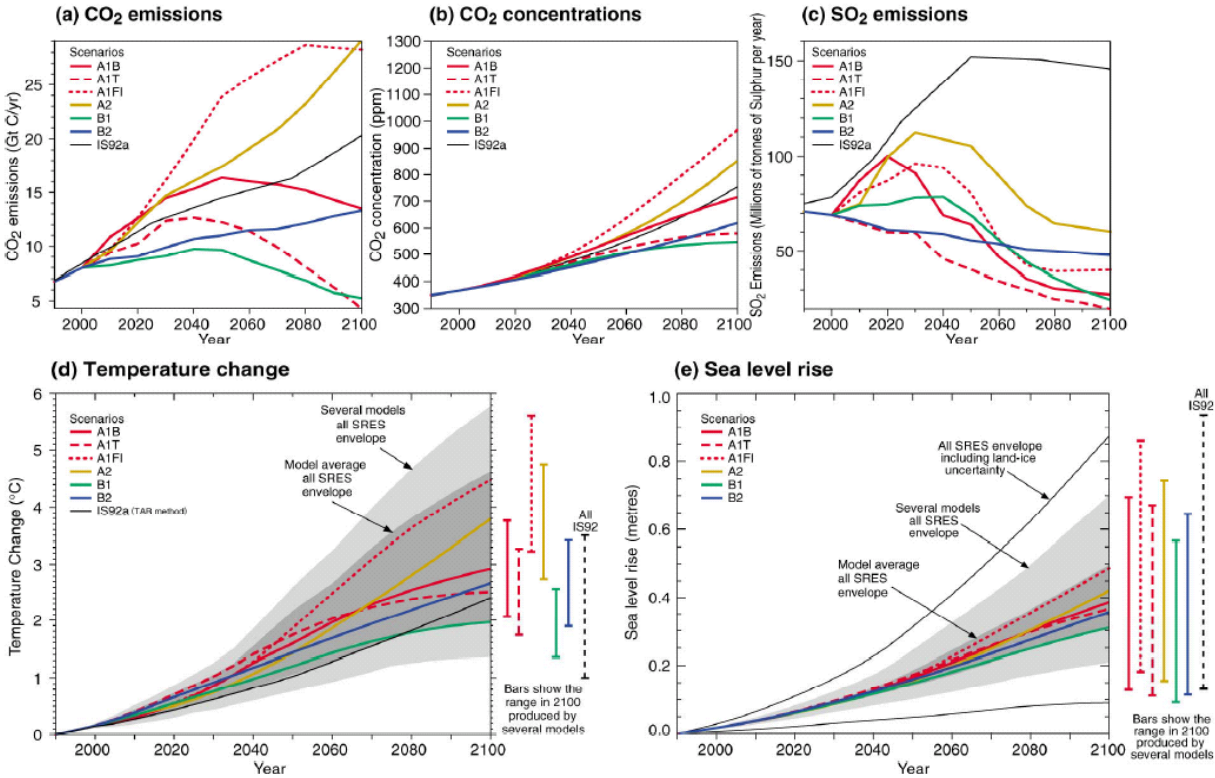 (a) CO2 emissions
CO2 emissions (Gt C/yr)
25
20
15
10
5
Scenarios
A1B
A1T
A1FI
A2
B1
B2
IS92a
2000 2020 2040 2060 2080 2100
Year
(b) CO2 concentrations
CO2 concentration (ppm)
1300
1200
1100
1000
900
800
700
600
500
400
300
Scenarios
A1B
A1T
A1FI
A2
B1
B2
IS92a
2000 2020 2040 2060 2080 2100
Year
(c) SO2 emissions
SO2 Emissions (Millions of tonnes of Sulphur per year)
150
100
50
Scenarios
A1B
A1T
A1FI
A2
B1
B2
IS92a
2000 2020 2040 2060 2080 2100
Year
(d) Temperature change
Temperature Change (°C)
6
5
4
3
2
1
0
Scenarios
A1B
A1T
A1FI
A2
B1
B2
IS92a (TAR method)
Several models
all SRES
envelope
Model average
all SRES
envelope
All
IS92
Bars show the
range in 2100
produced by
several models
2000 2020 2040 2060 2080 2100
Year
(e) Sea level rise
Sea level rise (metres)
1.0
0.8
0.6
0.4
0.2
0.0
Scenarios
A1B
A1T
A1FI
A2
B1
B2
All SRES envelope
including land-ice
uncertainty
Several models
all SRES
envelope
Model average
all SRES
envelope
All
IS92
Bars show the
range in 2100
produced by
several models
2000 2020 2040 2060 2080 2100
Year